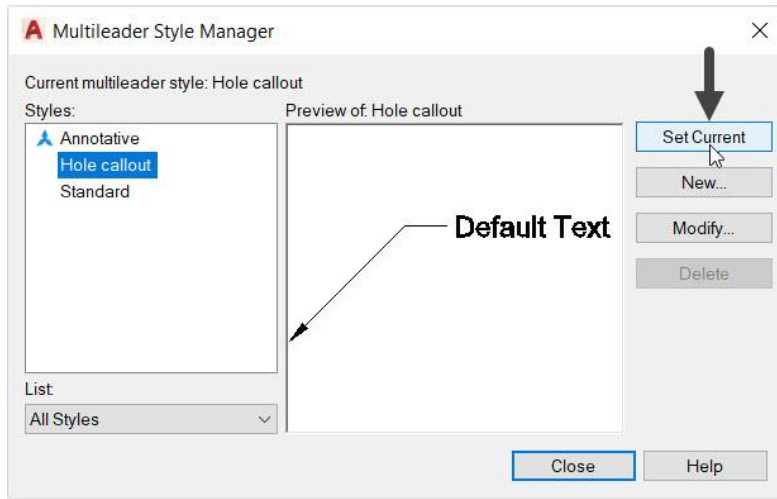 Multileader Style Manager
Current multileader style: Hole callout
Styles:
Preview of: Hole callout
Annotative
Hole callout
Standard
Default Text
Set Current
New...
Modify...
Delete
List:
All Styles
Close
Help